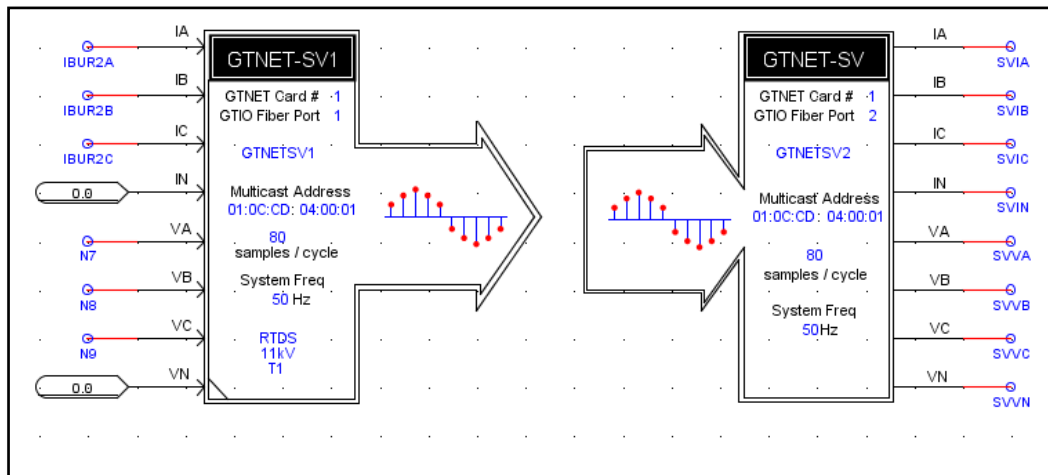 IA
IBUR2A
IB
IBUR2B
IC
IBUR2C
IN
0.0
VA
N7
VB
N8
VC
N9
VN
0.0
GTNET-SV1
GTNET Card # 1
GTIO Fiber Port 1
GTNETSV1
Multicast Address
01:0C:CD: 04:00:01
80
samples / cycle
System Freq
50 Hz
RTDS
11kV
T1
GTNET-SV
GTNET Card # 1
GTIO Fiber Port 2
GTNETSV2
Multicast Address
01:0C:CD: 04:00:01
80
samples / cycle
System Freq
50Hz
IA
SVIA
IB
SVIB
IC
SVIC
IN
SVIN
VA
SVVA
VB
SVVB
VC
SVVC
VN
SVVN